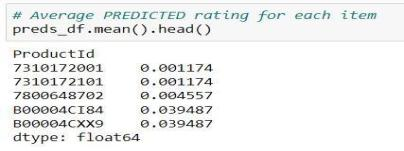 # Average PREDICTED rating for each item
preds_df.mean().head()
ProductId
7310172001    0.001174
7310172101    0.001174
7800648702    0.004557
B00004CI84    0.039487
B00004CXX9    0.039487
dtype: float64